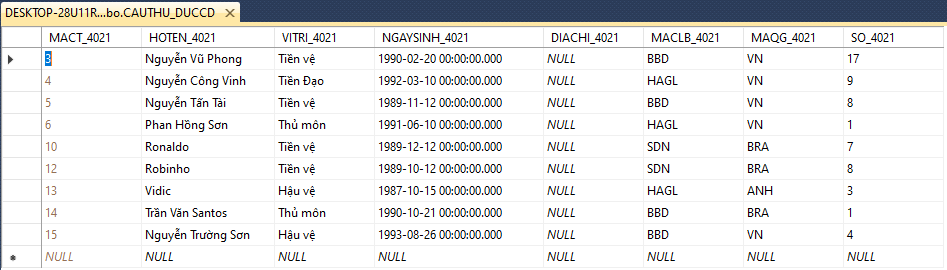 DESKTOP-28U11R...bo.CAUTHU_DUCCD
MACT_4021 HOTEN_4021 VITRI_4021 NGAYSINH_4021 DIACHI_4021 MACLB_4021 MAQG_4021 SO_4021
3 Nguyễn Vũ Phong Tiền vệ 1990-02-20 00:00:00.000 NULL BBD VN 17
4 Nguyễn Công Vinh Tiền Đạo 1992-03-10 00:00:00.000 NULL HAGL VN 9
5 Nguyễn Tấn Tài Tiền vệ 1989-11-12 00:00:00.000 NULL BBD VN 8
6 Phan Hồng Sơn Thủ môn 1991-06-10 00:00:00.000 NULL HAGL VN 1
10 Ronaldo Tiền vệ 1989-12-12 00:00:00.000 NULL SDN BRA 7
12 Robinho Tiền vệ 1989-10-12 00:00:00.000 NULL SDN BRA 8
13 Vidic Hậu vệ 1987-10-15 00:00:00.000 NULL HAGL ANH 3
14 Trần Văn Santos Thủ môn 1990-10-21 00:00:00.000 NULL BBD BRA 1
15 Nguyễn Trường Sơn Hậu vệ 1993-08-26 00:00:00.000 NULL BBD VN 4
NULL NULL NULL NULL NULL NULL NULL NULL